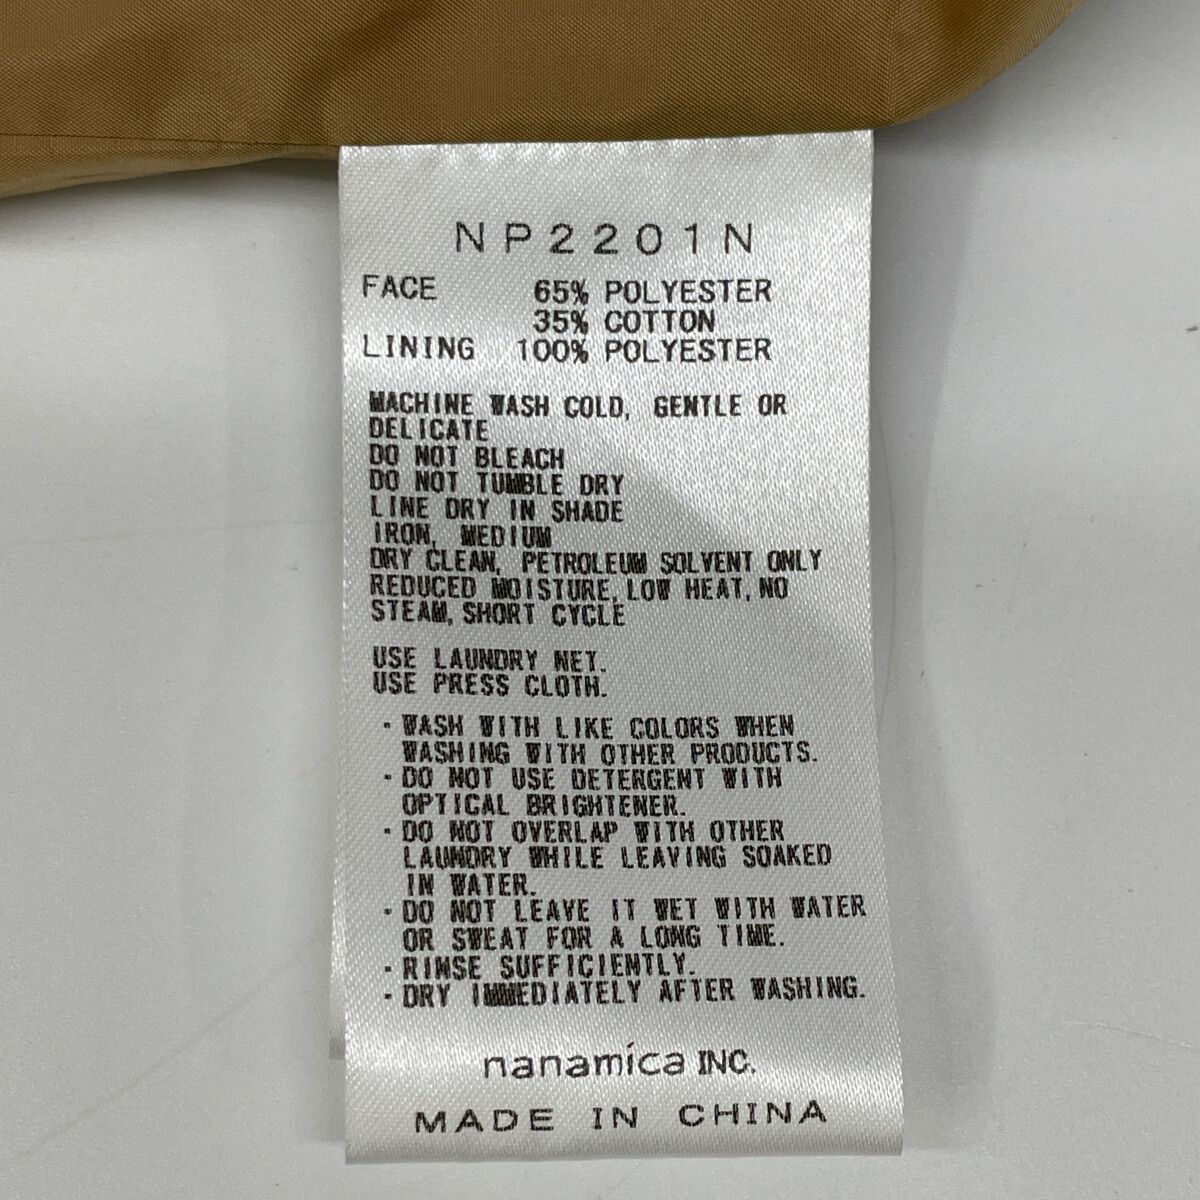 NP2201N
FACE 65% POLYESTER
35% COTTON
LINING 100% POLYESTER
MACHINE WASH COLD, GENTLE OR
DELICATE
DO NOT BLEACH
DO NOT TUMBLE DRY
LINE DRY IN SHADE
IRON, MEDIUM
DRY CLEAN, PETROLEUM SOLVENT ONLY
REDUCED MOISTURE, LOW HEAT, NO
STEAM, SHORT CYCLE
USE LAUNDRY NET.
USE PRESS CLOTH.
・WASH WITH LIKE COLORS WHEN
WASHING WITH OTHER PRODUCTS.
・DO NOT USE DETERGENT WITH
OPTICAL BRIGHTENER.
・DO NOT OVERLAP WITH OTHER
LAUNDRY WHILE LEAVING SOAKED
IN WATER.
・DO NOT LEAVE IT WET WITH WATER
OR SWEAT FOR A LONG TIME.
・RINSE SUFFICIENTLY.
・DRY IMMEDIATELY AFTER WASHING.
nanamica INC.
MADE IN CHINA